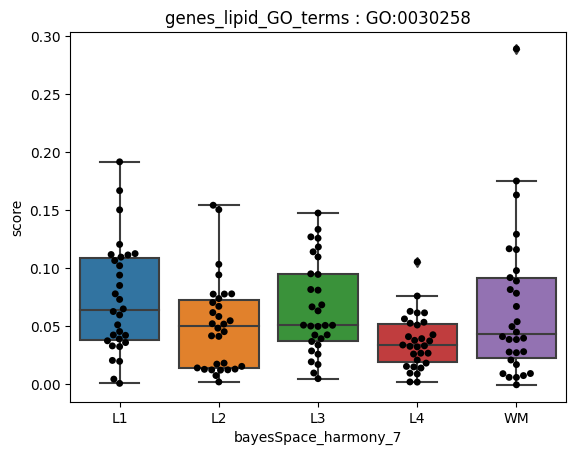 genes_lipid_GO_terms : GO:0030258
0.30
0.25
0.20
0.15
0.10
0.05
0.00
score
L1 L2 L3 L4 WM
bayesSpace_harmony_7